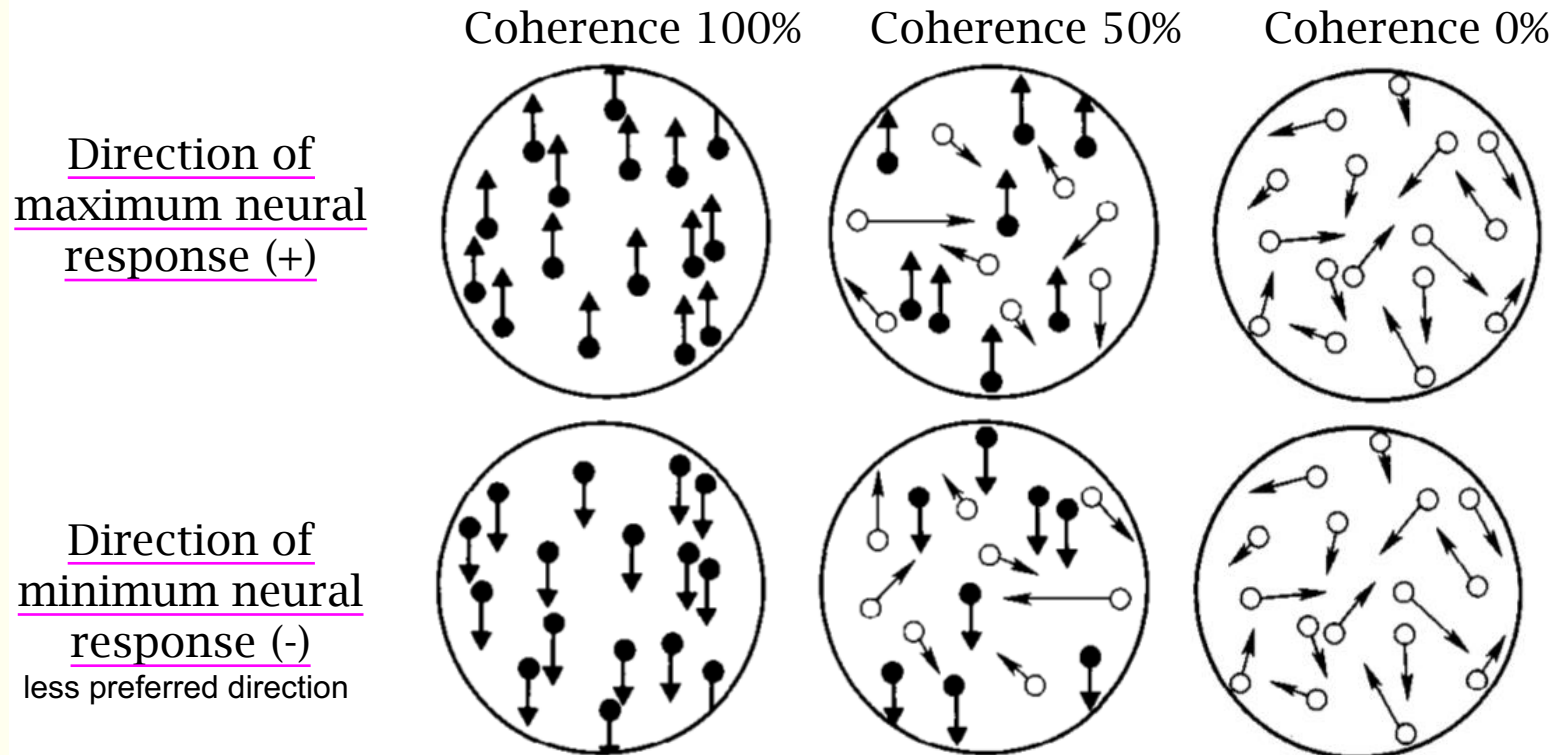 Coherence 100%
Coherence 50%
Coherence 0%
Direction of
maximum neural
response (+)
Direction of
minimum neural
response (-)
less preferred direction